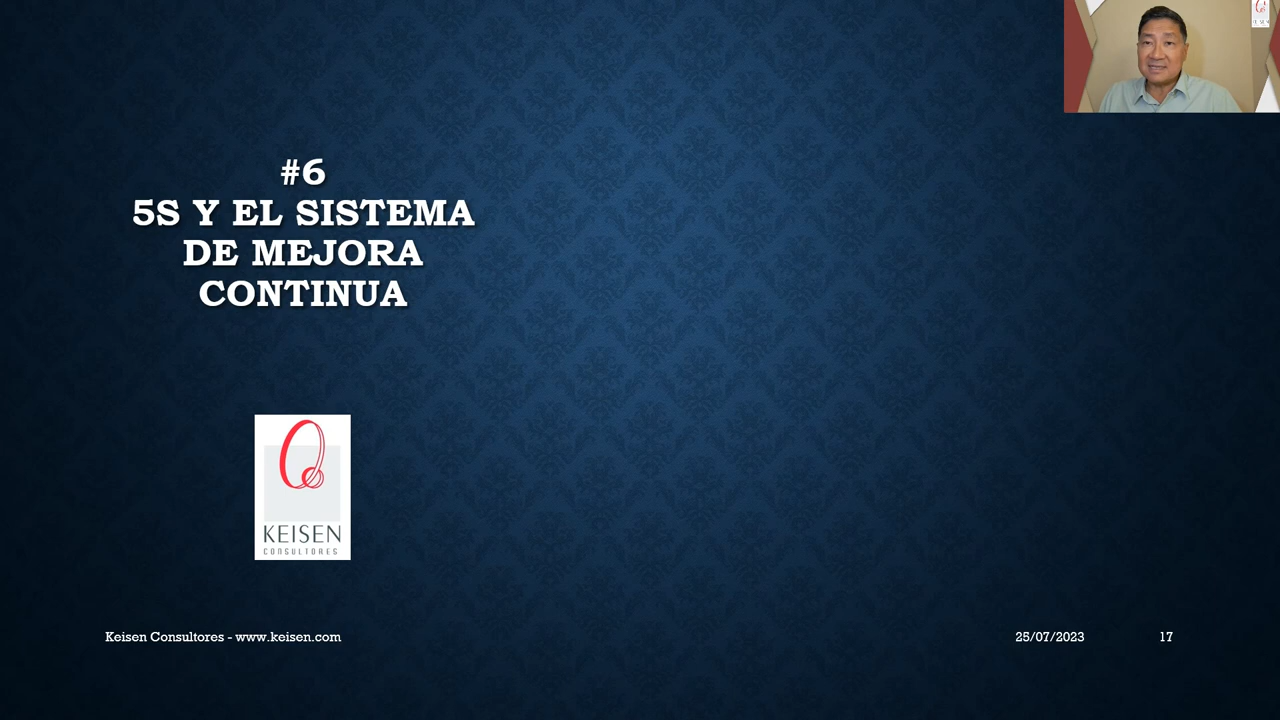 #6
5S Y EL SISTEMA
DE MEJORA
CONTINUA
KEISEN
CONSULTORES
Keisen Consultores - www.keisen.com
25/07/2023
17